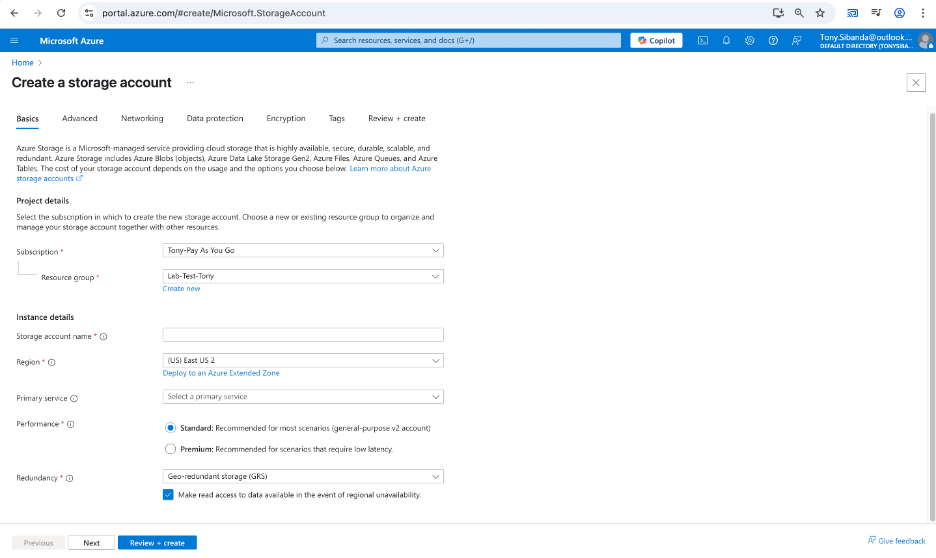 portal.azure.com/#create/Microsoft.StorageAccount
Microsoft Azure
Search resources, services, and docs (G+/)
Copilot
Tony.Sibanda@outlook....
DEFAULT DIRECTORY (TONYSIBA...
Home
Create a storage account ...
Basics Advanced Networking Data protection Encryption Tags Review + create
Azure Storage is a Microsoft-managed service providing cloud storage that is highly available, secure, durable, scalable, and
redundant. Azure Storage includes Azure Blobs (objects), Azure Data Lake Storage Gen2, Azure Files, Azure Queues, and Azure
Tables. The cost of your storage account depends on the usage and the options you choose below. Learn more about Azure
storage accounts
Project details
Select the subscription in which to create the new storage account. Choose a new or existing resource group to organize and
manage your storage account together with other resources.
Subscription * Tony-Pay As You Go
Resource group * Lab-Test-Tony
Create new
Instance details
Storage account name *
Region * (US) East US 2
Deploy to an Azure Extended Zone
Primary service Select a primary service
Performance * Standard: Recommended for most scenarios (general-purpose v2 account)
Premium: Recommended for scenarios that require low latency.
Redundancy * Geo-redundant storage (GRS)
Make read access to data available in the event of regional unavailability.
Previous Next Review + create Give feedback